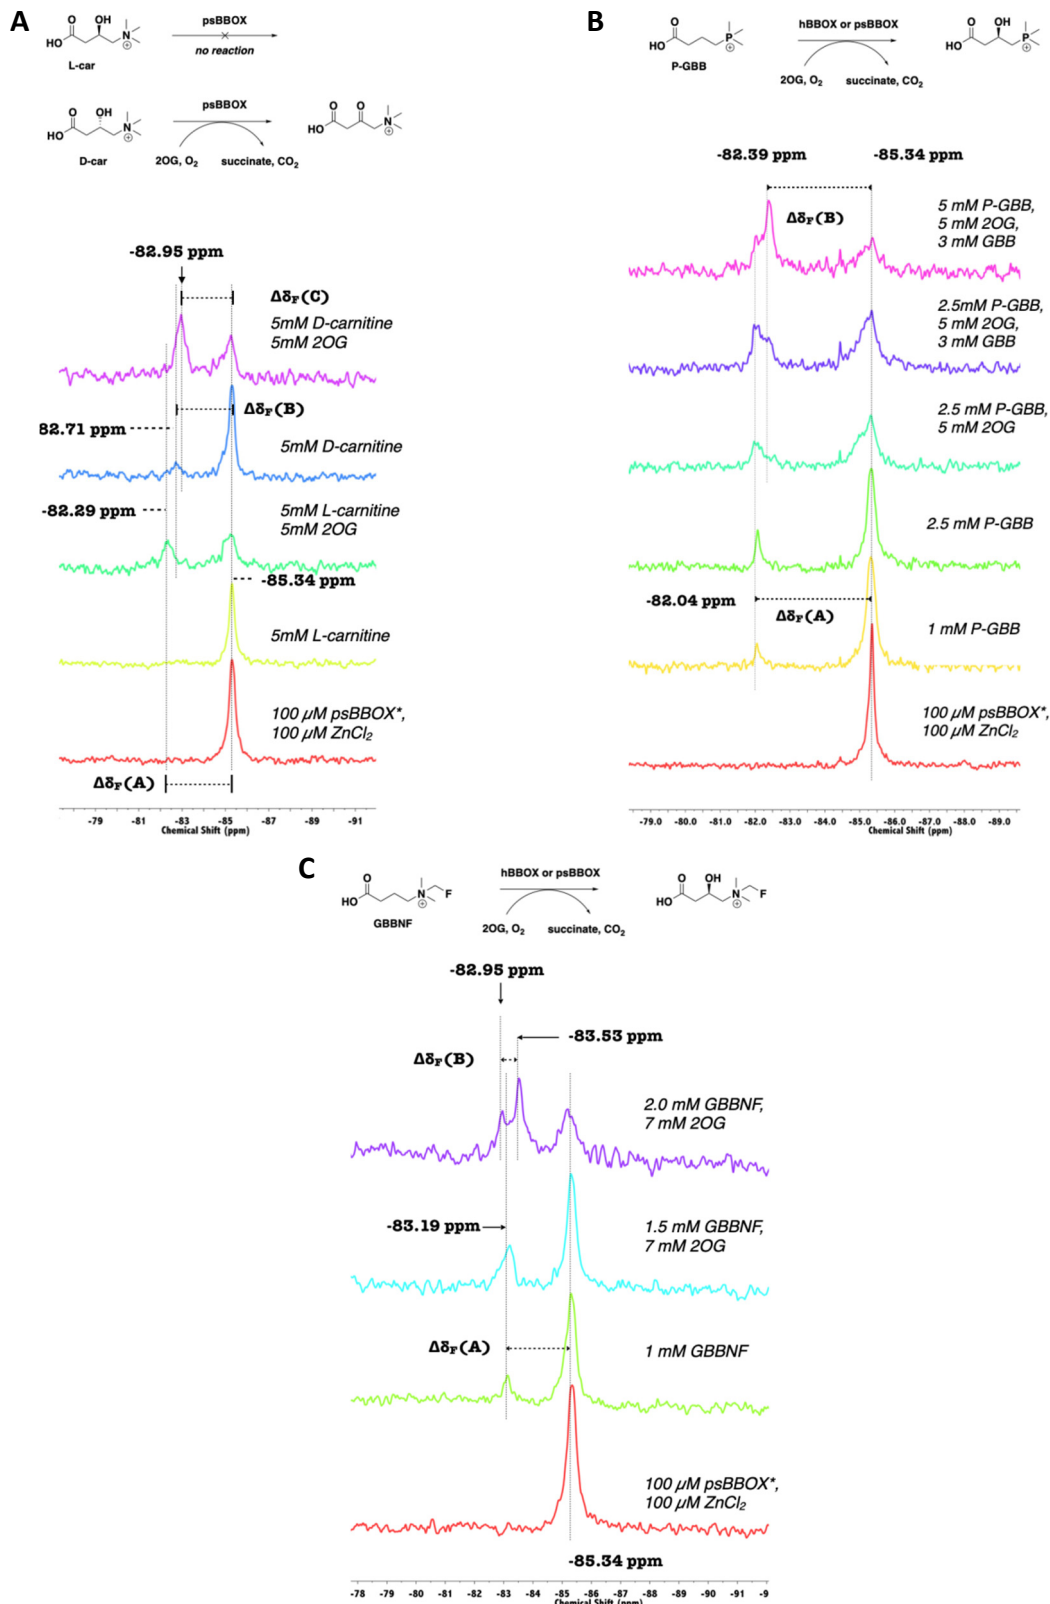 A
O OH
HO N
⊕
L-car
psBBOX
no reaction
O OH
HO N
⊕
D-car
psBBOX
2OG, O2 succinate, CO2
O O
HO N
⊕
-82.95 ppm
ΔδF(C)
5mM D-carnitine
5mM 2OG
82.71 ppm
ΔδF(B)
5mM D-carnitine
-82.29 ppm
5mM L-carnitine
5mM 2OG
-85.34 ppm
5mM L-carnitine
100 µM psBBOX*,
100 µM ZnCl2
ΔδF(A)
-79 -81 -83 -85 -87 -89 -91
Chemical Shift (ppm)
B
O
HO P
⊕
P-GBB
hBBOX or psBBOX
2OG, O2 succinate, CO2
O OH
HO P
⊕
-82.39 ppm -85.34 ppm
ΔδF(B)
5 mM P-GBB,
5 mM 2OG,
3 mM GBB
2.5mM P-GBB,
5 mM 2OG,
3 mM GBB
2.5 mM P-GBB,
5 mM 2OG
2.5 mM P-GBB
-82.04 ppm
ΔδF(A)
1 mM P-GBB
100 µM psBBOX*,
100 µM ZnCl2
-79.0 -80.0 -82.0 -83.0 -84.0 -85.0 -86.0 -87.0 -88.0 -89.0
Chemical Shift (ppm)
C
O
HO N F
⊕
GBBNF
hBBOX or psBBOX
2OG, O2 succinate, CO2
O OH
HO N F
⊕
-82.95 ppm
-83.53 ppm
ΔδF(B)
2.0 mM GBBNF,
7 mM 2OG
-83.19 ppm
1.5 mM GBBNF,
7 mM 2OG
ΔδF(A)
1 mM GBBNF
100 µM psBBOX*,
100 µM ZnCl2
-85.34 ppm
-78 -79 -80 -81 -82 -83 -84 -85 -86 -87 -88 -89 -90 -91 -9
Chemical Shift (ppm)